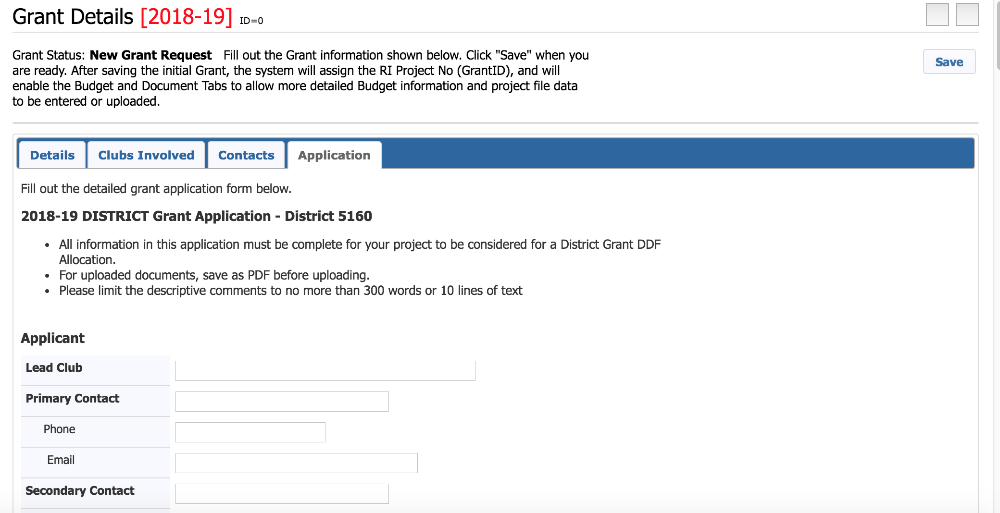 Grant Details [2018-19] ID=0
Grant Status: New Grant Request Fill out the Grant information shown below. Click "Save" when you
are ready. After saving the initial Grant, the system will assign the RI Project No (GrantID), and will
enable the Budget and Document Tabs to allow more detailed Budget information and project file data
to be entered or uploaded.
Save
Details Clubs Involved Contacts Application
Fill out the detailed grant application form below.
2018-19 DISTRICT Grant Application - District 5160
• All information in this application must be complete for your project to be considered for a District Grant DDF
Allocation.
• For uploaded documents, save as PDF before uploading.
• Please limit the descriptive comments to no more than 300 words or 10 lines of text
Applicant
Lead Club
Primary Contact
Phone
Email
Secondary Contact